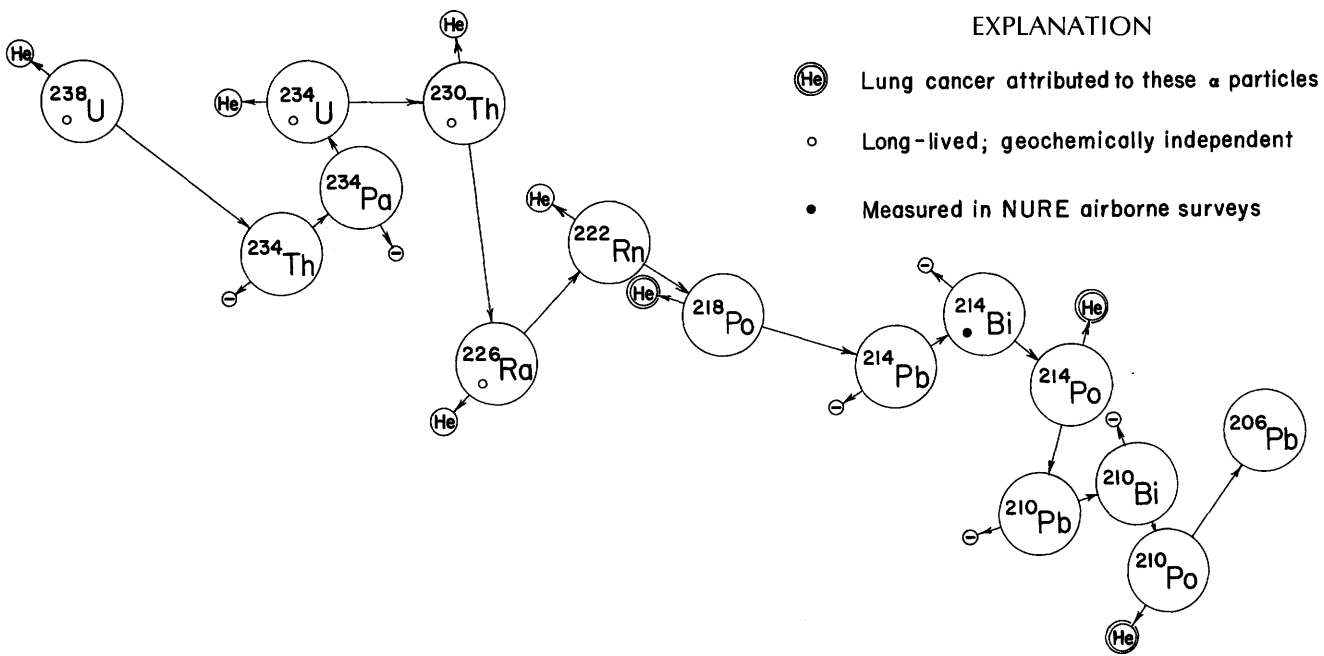 EXPLANATION
He Lung cancer attributed to these α particles
Long-lived; geochemically independent
Measured in NURE airborne surveys
He
238U
He
234U
He
230Th
234Pa
−
234Th
−
226Ra
He
He
222Rn
He
218Po
214Pb
−
−
214Bi
He
214Po
210Pb
−
−
210Bi
210Po
He
206Pb